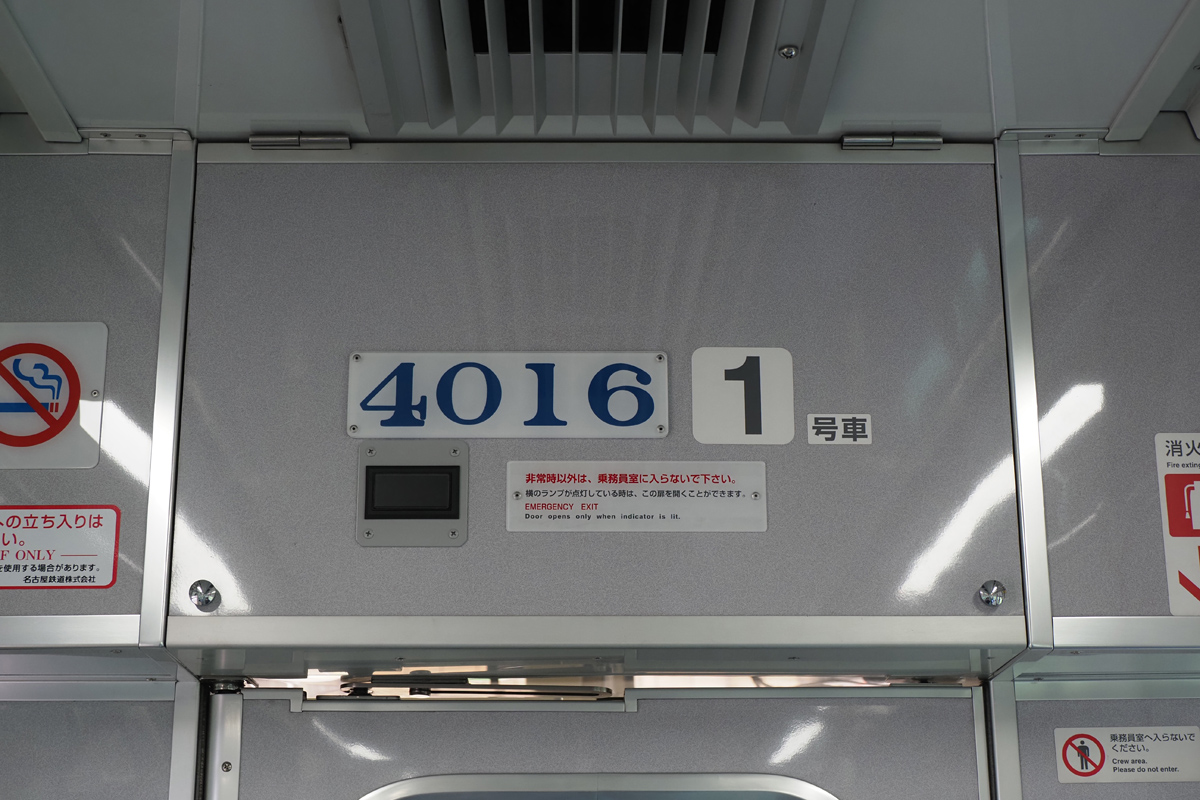 4016
1
号車
非常時以外は、乗務員室に入らないで下さい。
横のランプが点灯している時は、この扉を開くことができます。
EMERGENCY EXIT
Door opens only when indicator is lit.
への立ち入りは
い。
F ONLY
を使用する場合があります。
名古屋鉄道株式会社
消火
Fire exting
乗務員室へ入らないで
ください。
Crew area.
Please do not enter.